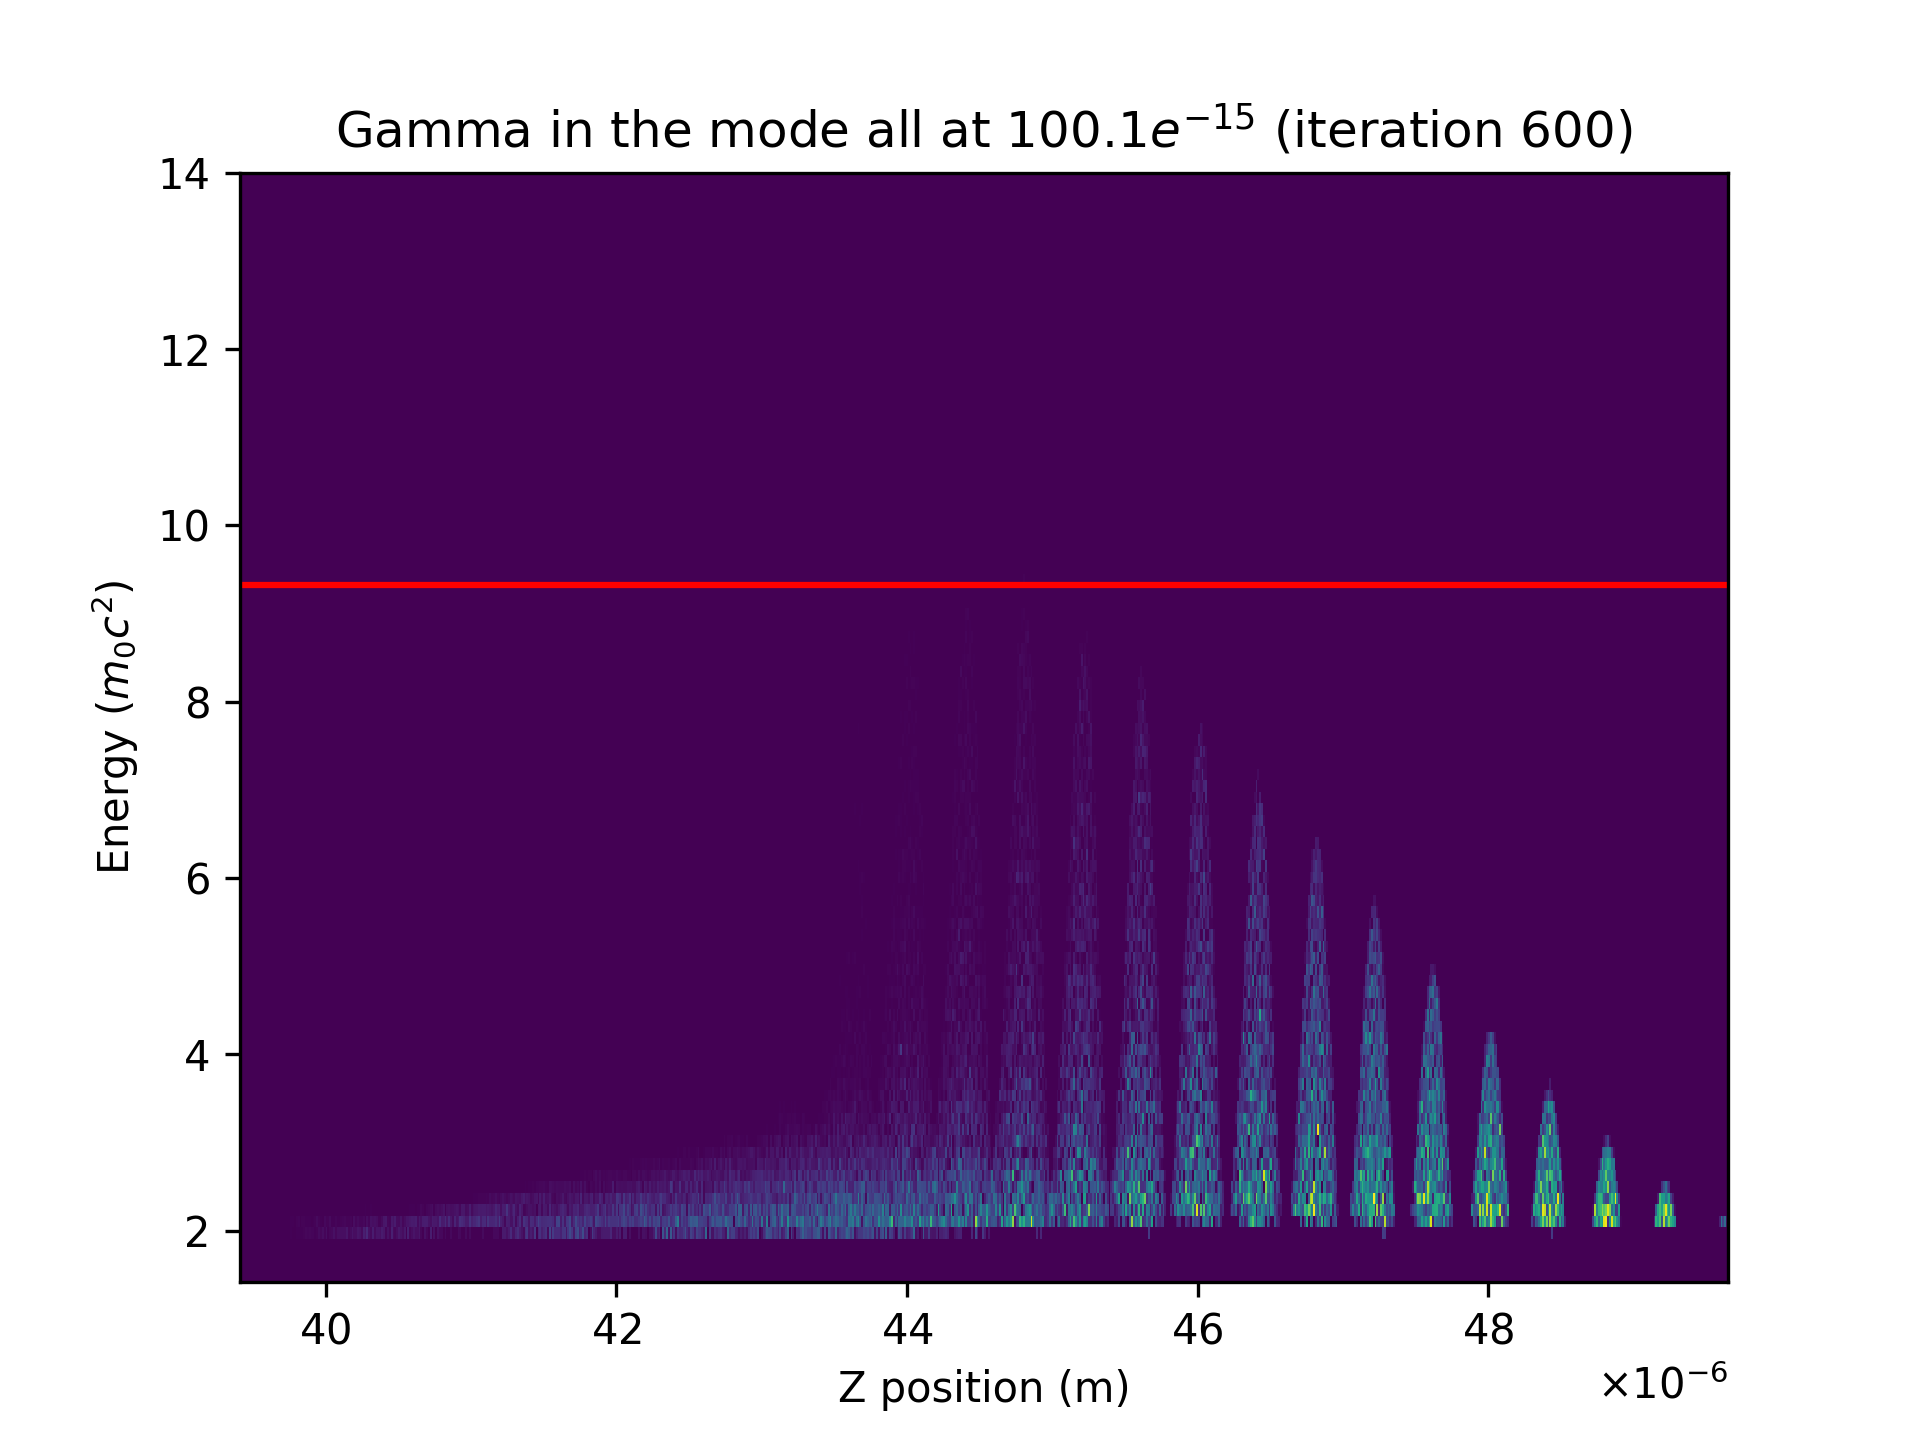 Gamma in the mode all at 100.1e⁻¹⁵ (iteration 600)
14
12
10
8
6
4
2
Energy (m₀c²)
40 42 44 46 48
×10⁻⁶
Z position (m)